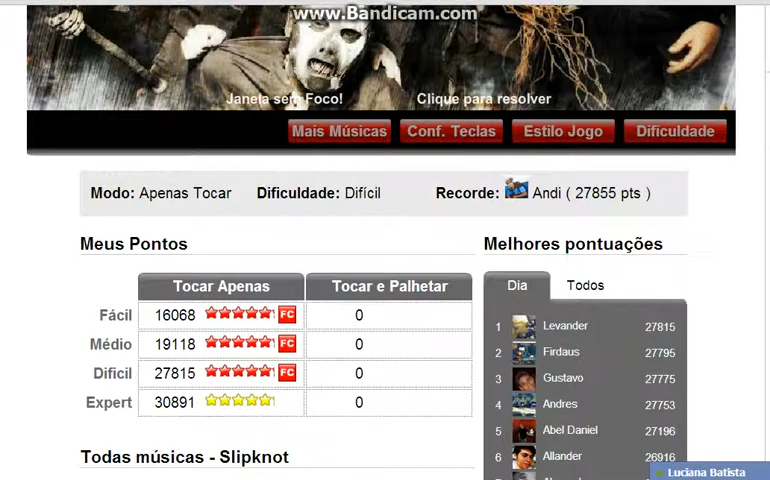 www.Bandicam.com
Janela sem Foco! Clique para resolver
Mais Músicas Conf. Teclas Estilo Jogo Dificuldade
Modo: Apenas Tocar Dificuldade: Difícil Recorde: Andi ( 27855 pts )
Meus Pontos
Tocar Apenas Tocar e Palhetar
Fácil 16068 FC 0
Médio 19118 FC 0
Dificil 27815 FC 0
Expert 30891 0
Todas músicas - Slipknot
Melhores pontuações
Dia Todos
1 Levander 27815
2 Firdaus 27795
3 Gustavo 27775
4 Andres 27753
5 Abel Daniel 27196
6 Allander 26916
Luciana Batista